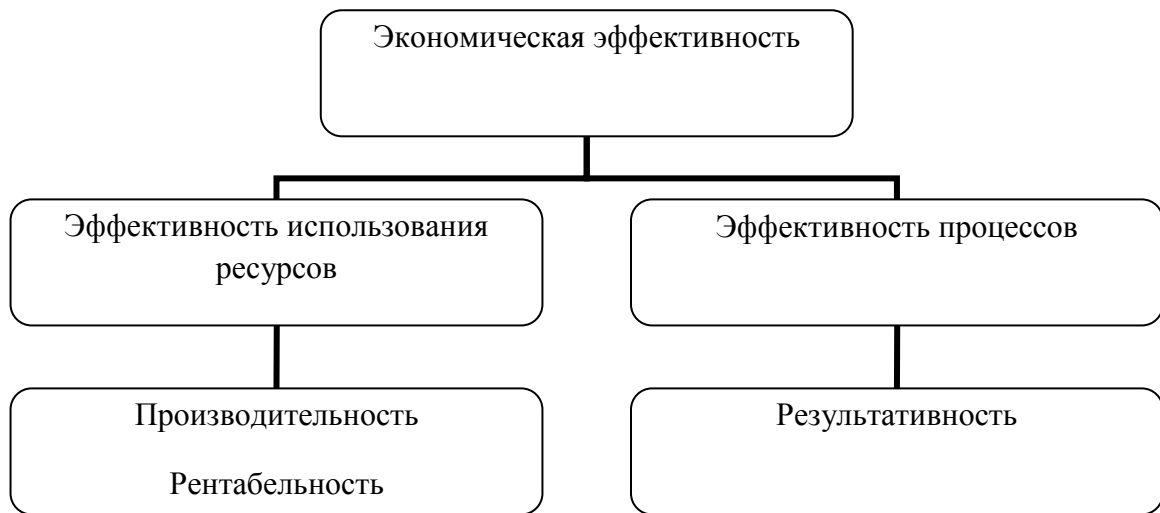 Экономическая эффективность
Эффективность использования
ресурсов
Эффективность процессов
Производительность
Рентабельность
Результативность